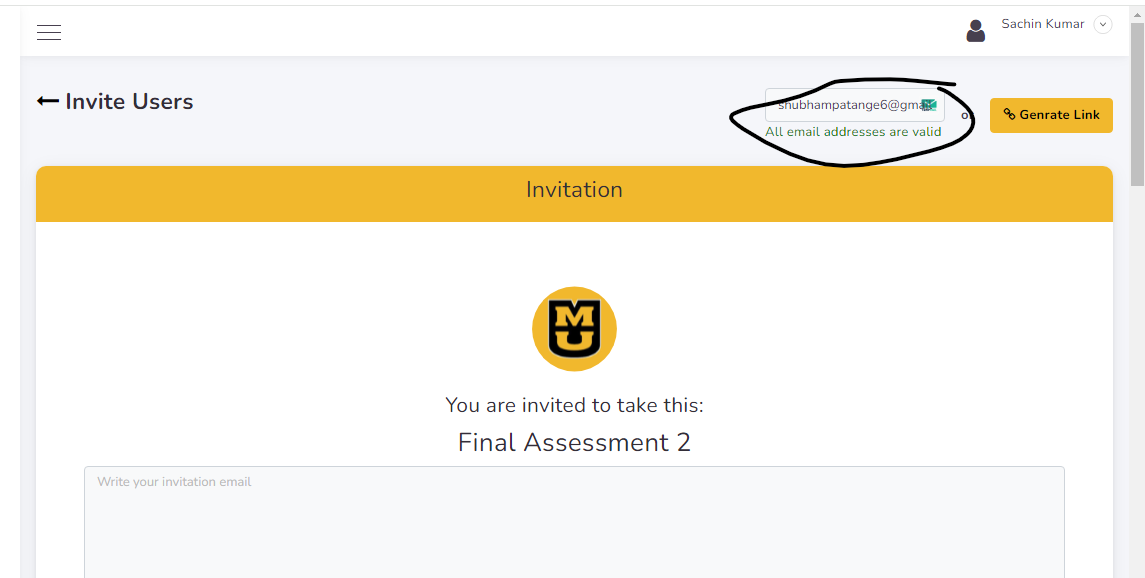 Sachin Kumar
Invite Users
shubhampatange6@gma
All email addresses are valid
Genrate Link
Invitation
MU
You are invited to take this:
Final Assessment 2
Write your invitation email